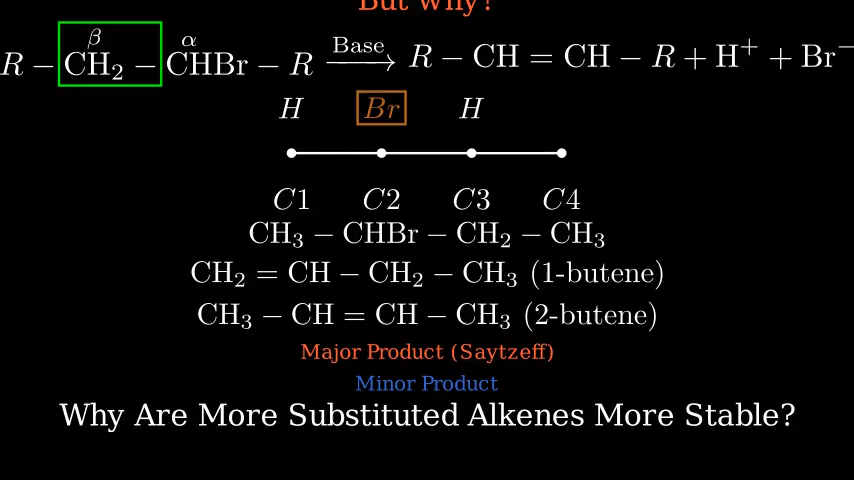 But Why?
β α
R − CH₂ − CHBr − R Base⟶ R − CH = CH − R + H⁺ + Br⁻
H Br H
C1 C2 C3 C4
CH₃ − CHBr − CH₂ − CH₃
CH₂ = CH − CH₂ − CH₃ (1-butene)
CH₃ − CH = CH − CH₃ (2-butene)
Major Product (Saytzeff)
Minor Product
Why Are More Substituted Alkenes More Stable?